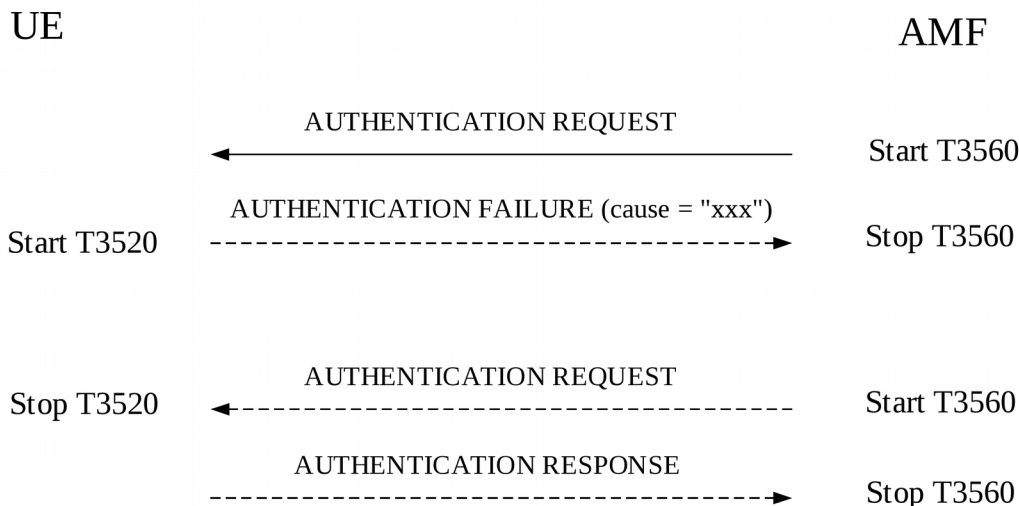 UE
AMF
AUTHENTICATION REQUEST
Start T3560
AUTHENTICATION FAILURE (cause = "xxx")
Start T3520
Stop T3560
AUTHENTICATION REQUEST
Stop T3520
Start T3560
AUTHENTICATION RESPONSE
Stop T3560